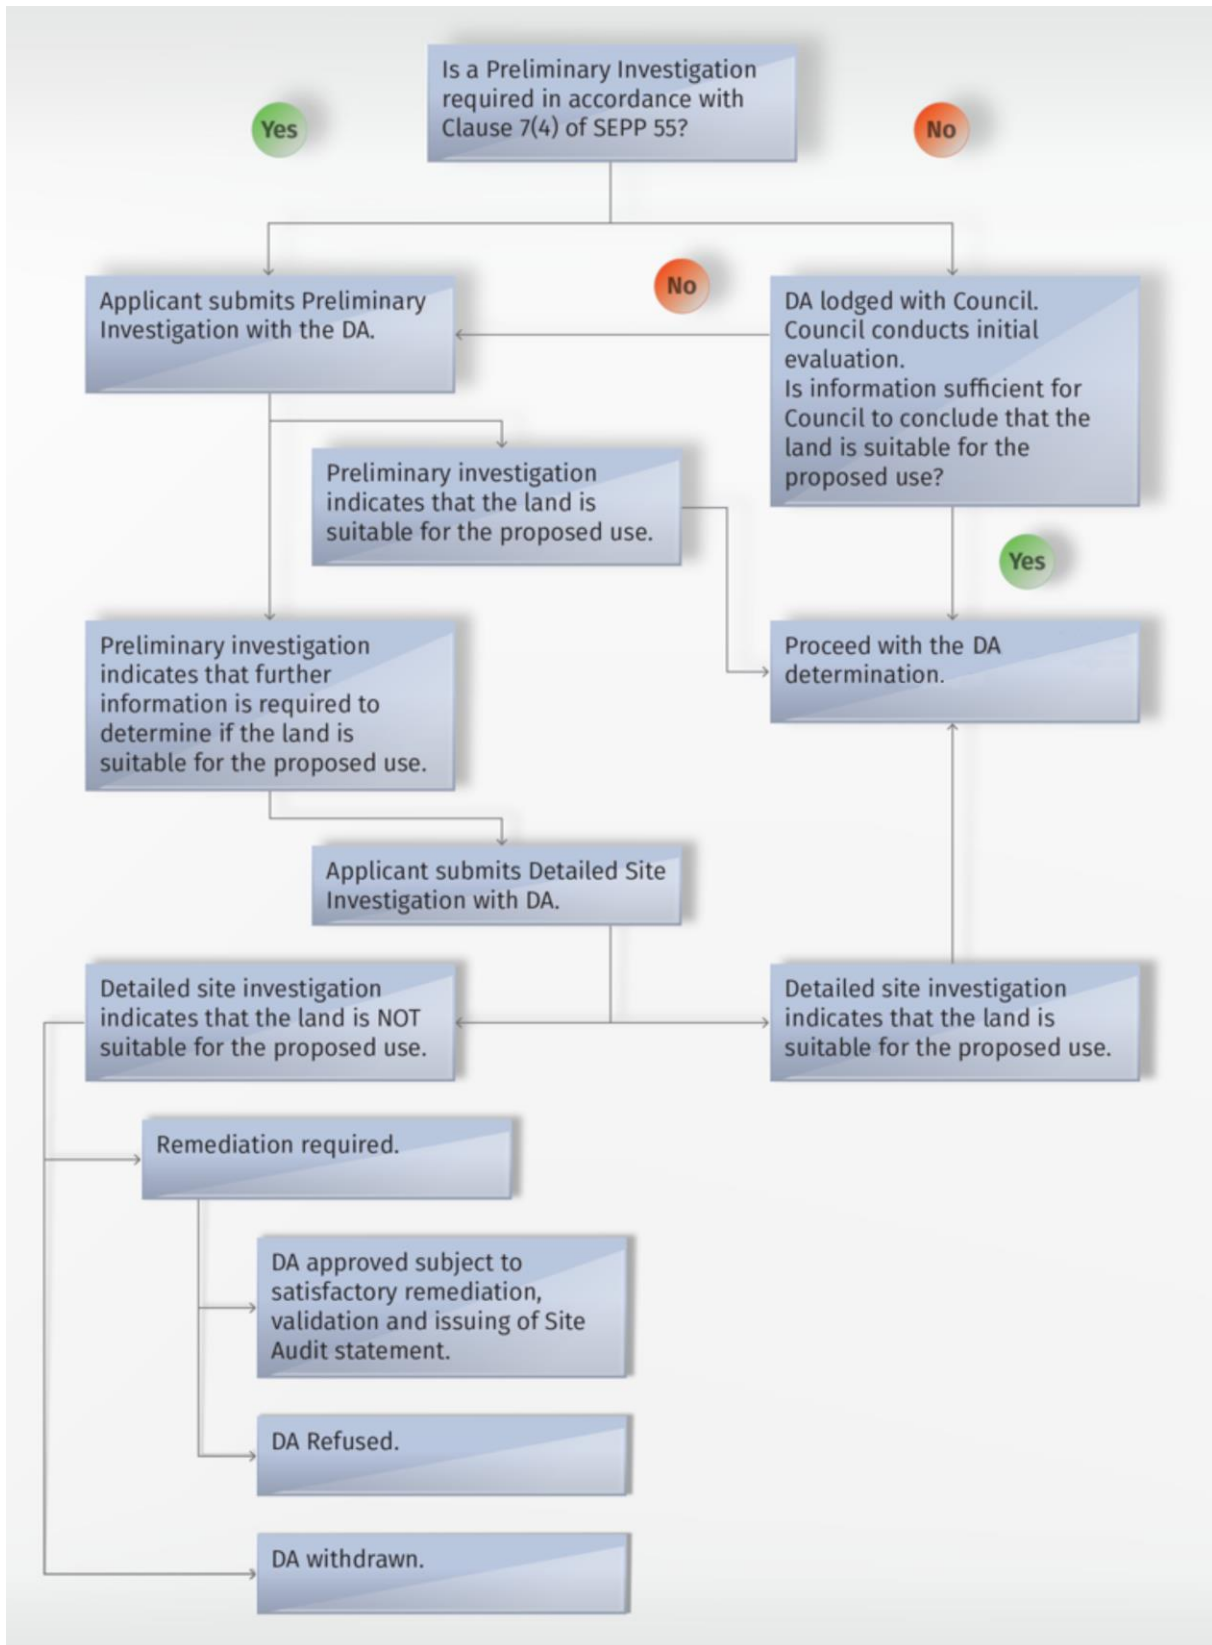 Is a Preliminary Investigation
required in accordance with
Clause 7(4) of SEPP 55?
Yes
No
Applicant submits Preliminary
Investigation with the DA.
No
DA lodged with Council.
Council conducts initial
evaluation.
Is information sufficient for
Council to conclude that the
land is suitable for the
proposed use?
Preliminary investigation
indicates that the land is
suitable for the proposed use.
Yes
Preliminary investigation
indicates that further
information is required to
determine if the land is
suitable for the proposed use.
Proceed with the DA
determination.
Applicant submits Detailed Site
Investigation with DA.
Detailed site investigation
indicates that the land is NOT
suitable for the proposed use.
Detailed site investigation
indicates that the land is
suitable for the proposed use.
Remediation required.
DA approved subject to
satisfactory remediation,
validation and issuing of Site
Audit statement.
DA Refused.
DA withdrawn.